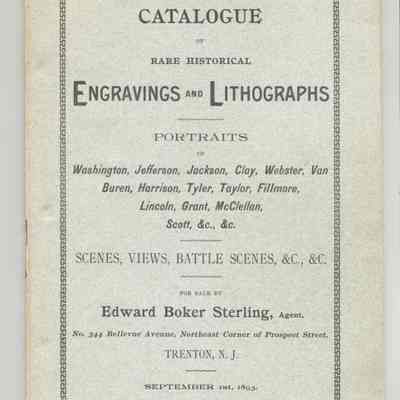 CATALOGUE
OF
RARE HISTORICAL
ENGRAVINGS AND LITHOGRAPHS
PORTRAITS
OF
Washington, Jefferson, Jackson, Clay, Webster, Van
Buren, Harrison, Tyler, Taylor, Fillmore,
Lincoln, Grant, McClellan,
Scott, &c., &c.
SCENES, VIEWS, BATTLE SCENES, &C., &C.
FOR SALE BY
Edward Boker Sterling, Agent,
No. 344 Bellevue Avenue, Northeast Corner of Prospect Street,
TRENTON, N. J.
SEPTEMBER 1st, 1893.